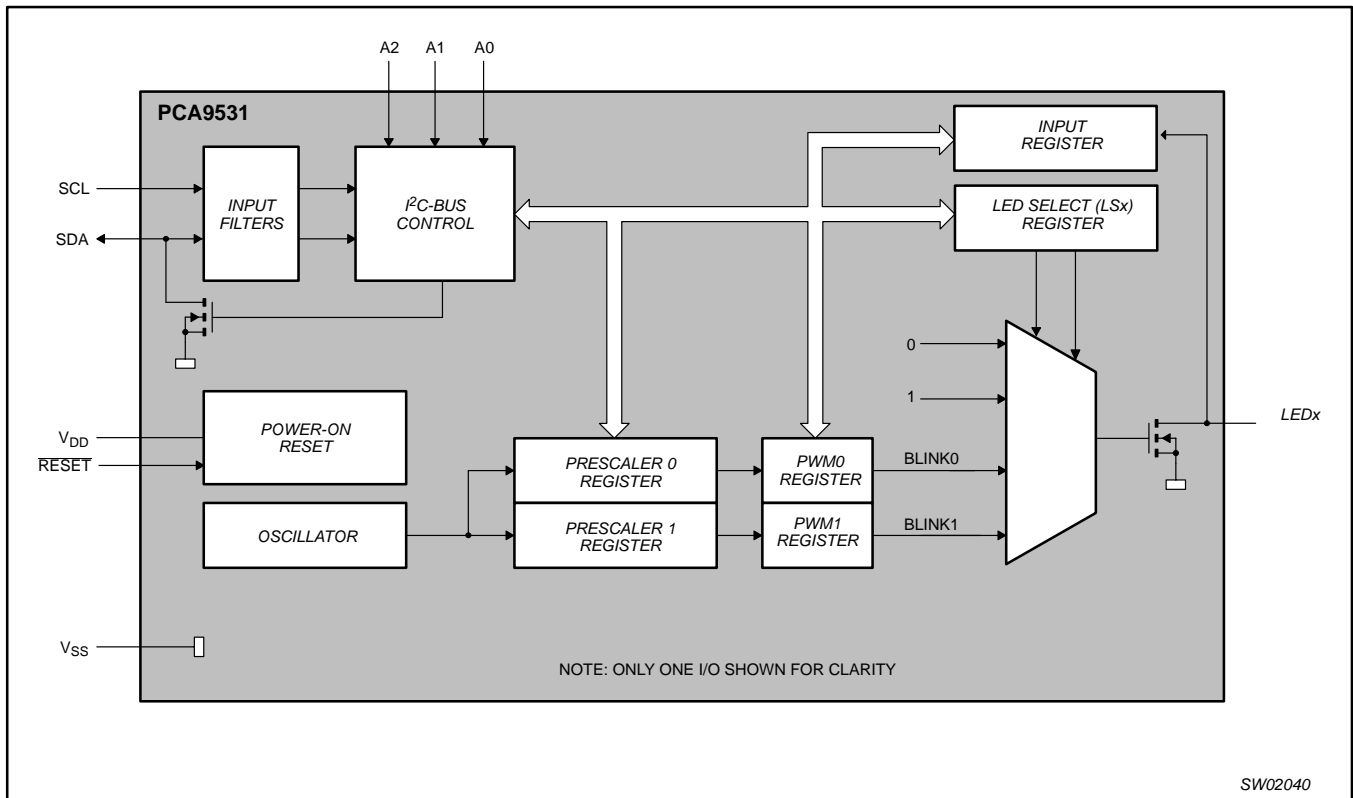 A2 A1 A0
PCA9531
SCL
SDA
INPUT
FILTERS
I²C-BUS
CONTROL
INPUT
REGISTER
LED SELECT (LSx)
REGISTER
0
1
LEDx
V_DD
RESET
POWER-ON
RESET
OSCILLATOR
PRESCALER 0
REGISTER
PRESCALER 1
REGISTER
PWM0
REGISTER
PWM1
REGISTER
BLINK0
BLINK1
V_SS
NOTE: ONLY ONE I/O SHOWN FOR CLARITY
SW02040